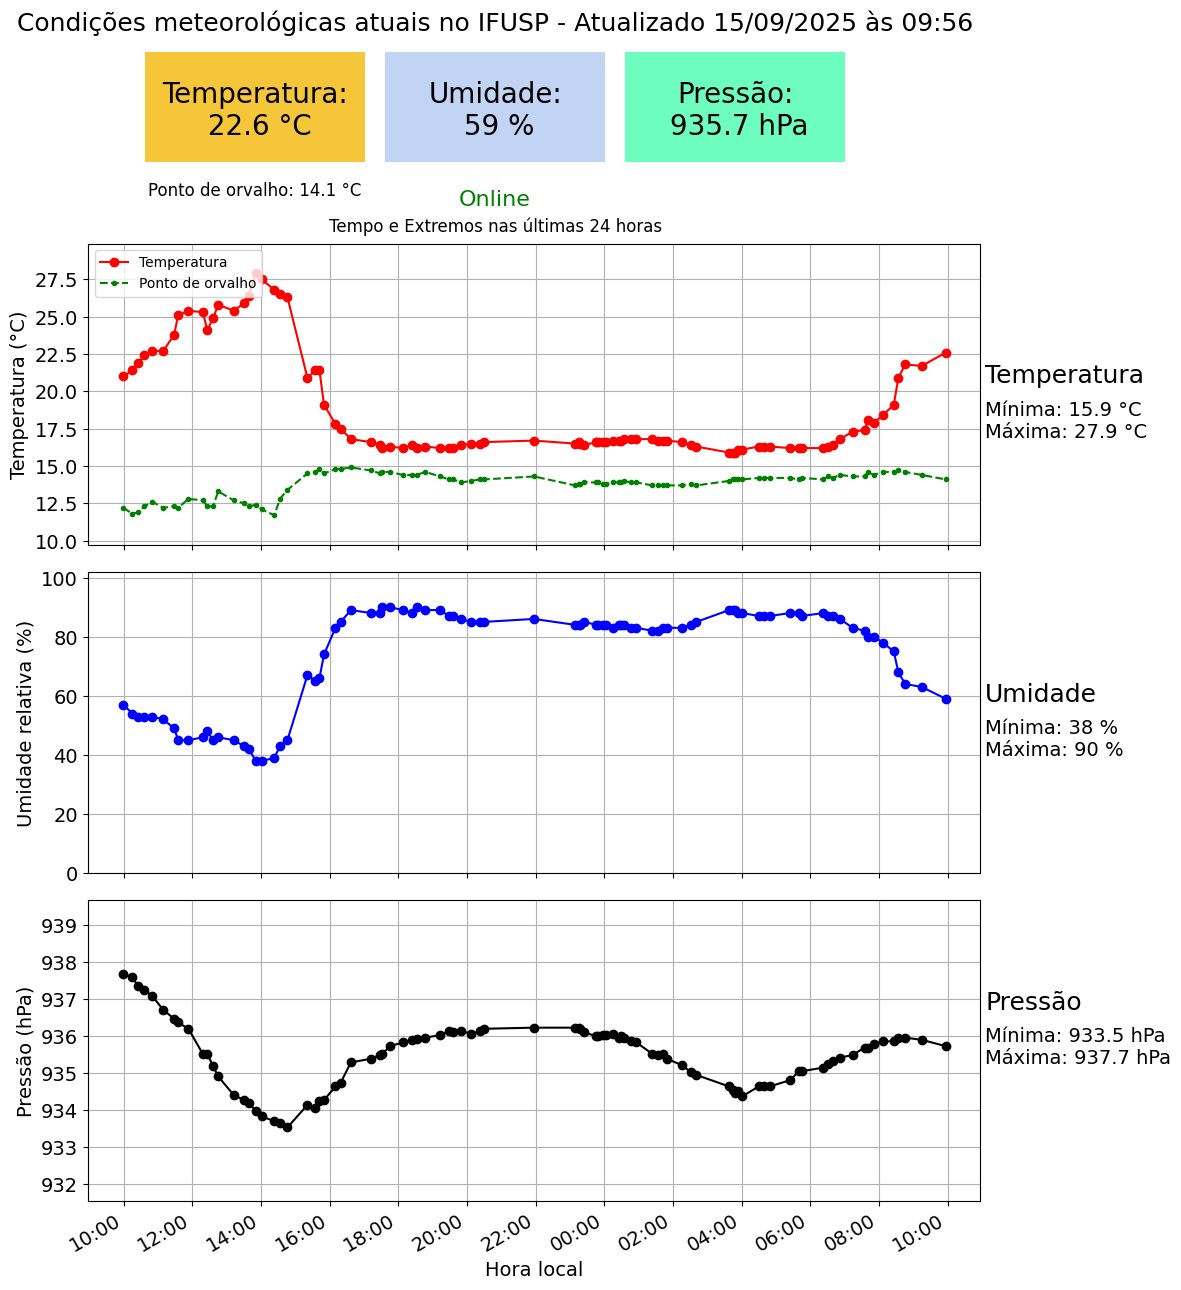 Condições meteorológicas atuais no IFUSP - Atualizado 15/09/2025 às 09:56
Temperatura:
22.6 °C
Umidade:
59 %
Pressão:
935.7 hPa
Ponto de orvalho: 14.1 °C
Online
Tempo e Extremos nas últimas 24 horas
Temperatura
Ponto de orvalho
Temperatura (°C)
27.5
25.0
22.5
20.0
17.5
15.0
12.5
10.0
Temperatura
Mínima: 15.9 °C
Máxima: 27.9 °C
Umidade relativa (%)
100
80
60
40
20
0
Umidade
Mínima: 38 %
Máxima: 90 %
Pressão (hPa)
939
938
937
936
935
934
933
932
Pressão
Mínima: 933.5 hPa
Máxima: 937.7 hPa
10:00 12:00 14:00 16:00 18:00 20:00 22:00 00:00 02:00 04:00 06:00 08:00 10:00
Hora local